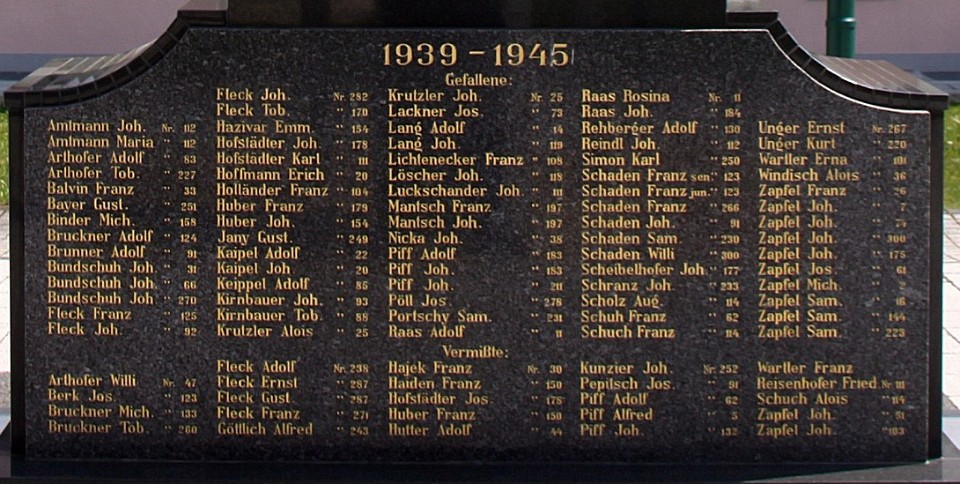 1939 - 1945
Gefallene:
Amtmann Joh. Nr. 112
Amtmann Maria " 112
Arthofer Adolf " 83
Arthofer Tob. " 227
Balvin Franz " 33
Bayer Gust. " 251
Binder Mich. " 158
Bruckner Adolf " 124
Brunner Adolf " 91
Bundschuh Joh. " 31
Bundschuh Joh. " 66
Bundschuh Joh. " 270
Fleck Franz " 125
Fleck Joh. " 92
Fleck Joh. Nr. 282
Fleck Tob. " 170
Hazivar Emm. " 154
Hofstädter Joh. " 178
Hofstädter Karl " 111
Hoffmann Erich " 20
Holländer Franz " 104
Huber Franz " 179
Huber Joh. " 154
Jany Gust. " 249
Kaipel Adolf " 22
Kaipel Joh " 20
Keippel Adolf " 85
Kirnbauer Joh. " 93
Kirnbauer Tob. " 88
Krutzler Alois " 25
Krutzler Joh. Nr. 25
Lackner Jos. " 73
Lang Adolf " 14
Lang Joh. " 119
Lichtenecker Franz " 108
Löscher Joh. " 118
Luckschander Joh. " 111
Mantsch Franz " 197
Mantsch Joh. " 197
Nicka Joh. " 38
Piff Adolf " 183
Piff Joh. " 183
Piff Joh. " 211
Pöll Jos. " 278
Portschy Sam. " 231
Raas Adolf " 11
Raas Rosina Nr. 11
Raas Joh. " 184
Rehberger Adolf " 130
Reindl Joh. " 112
Simon Karl " 250
Schaden Franz sen. " 123
Schaden Franz jun. " 123
Schaden Franz " 266
Schaden Joh. " 91
Schaden Sam. " 230
Schaden Willi " 300
Scheibelhofer Joh. " 177
Schranz Joh. " 233
Scholz Aug. " 114
Schuh Franz " 62
Schuch Franz " 114
Unger Ernst Nr. 267
Unger Kurt " 220
Wartler Erna " 101
Windisch Alois " 36
Zapfel Franz " 26
Zapfel Joh. " 7
Zapfel Joh. "
Zapfel Joh. " 300
Zapfel Joh. " 175
Zapfel Jos. " 61
Zapfel Mich. " 2
Zapfel Sam. " 16
Zapfel Sam. " 144
Zapfel Sam. " 223
Vermißte:
Arthofer Willi Nr. 47
Berk Jos. " 123
Bruckner Mich. " 133
Bruckner Tob. " 260
Fleck Adolf Nr. 238
Fleck Ernst " 287
Fleck Gust. " 287
Fleck Franz " 271
Göttlich Alfred " 243
Hajek Franz Nr. 30
Haiden Franz " 150
Hofstädter Jos. " 175
Huber Franz " 150
Hutter Adolf " 44
Kunzier Joh. Nr. 252
Peputsch Jos. " 91
Piff Adolf " 62
Piff Alfred " 5
Piff Joh. " 132
Wartler Franz
Reisenhofer Fried. Nr. 111
Schuch Alois " 114
Zapfel Joh. " 51
Zapfel Joh. " 103